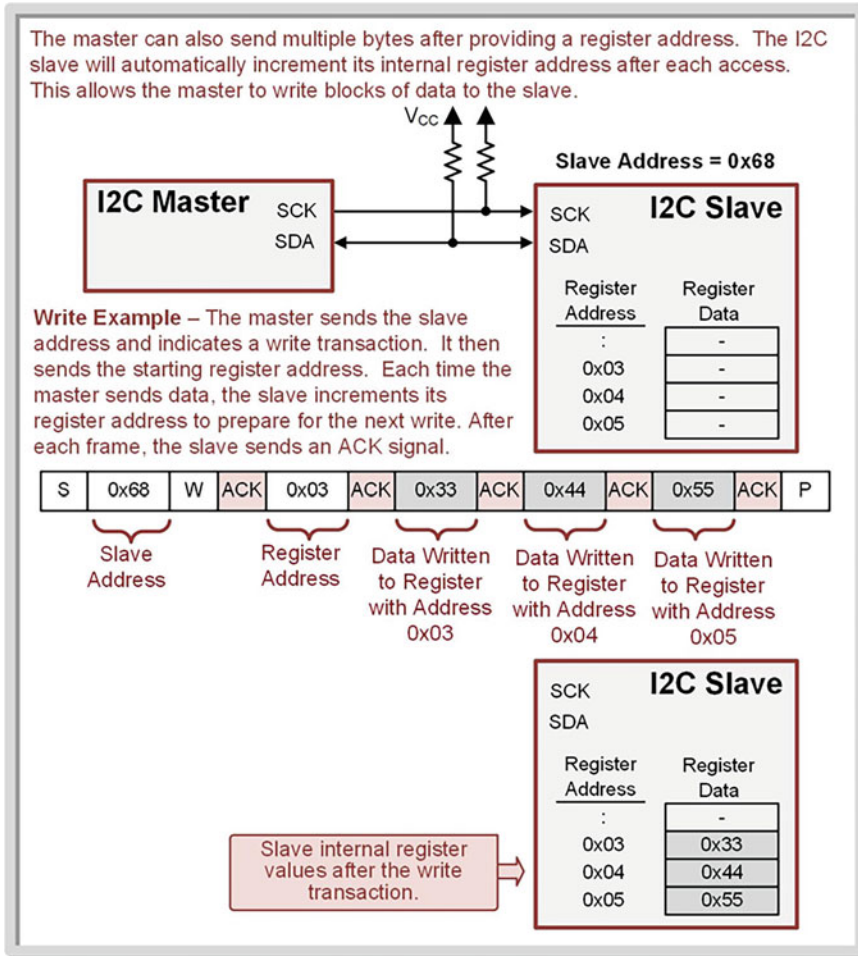 The master can also send multiple bytes after providing a register address. The I2C
slave will automatically increment its internal register address after each access.
This allows the master to write blocks of data to the slave.
VCC
Slave Address = 0x68
I2C Master
SCK
SDA
I2C Slave
SCK
SDA
Register Address
Register Data
:
-
0x03
-
0x04
-
0x05
-
Write Example – The master sends the slave
address and indicates a write transaction. It then
sends the starting register address. Each time the
master sends data, the slave increments its
register address to prepare for the next write. After
each frame, the slave sends an ACK signal.
S 0x68 W ACK 0x03 ACK 0x33 ACK 0x44 ACK 0x55 ACK P
Slave
Address
Register
Address
Data Written
to Register
with Address
0x03
Data Written
to Register
with Address
0x04
Data Written
to Register
with Address
0x05
I2C Slave
SCK
SDA
Register
Address
Register
Data
:
-
0x03 0x33
0x04 0x44
0x05 0x55
Slave internal register
values after the write
transaction.